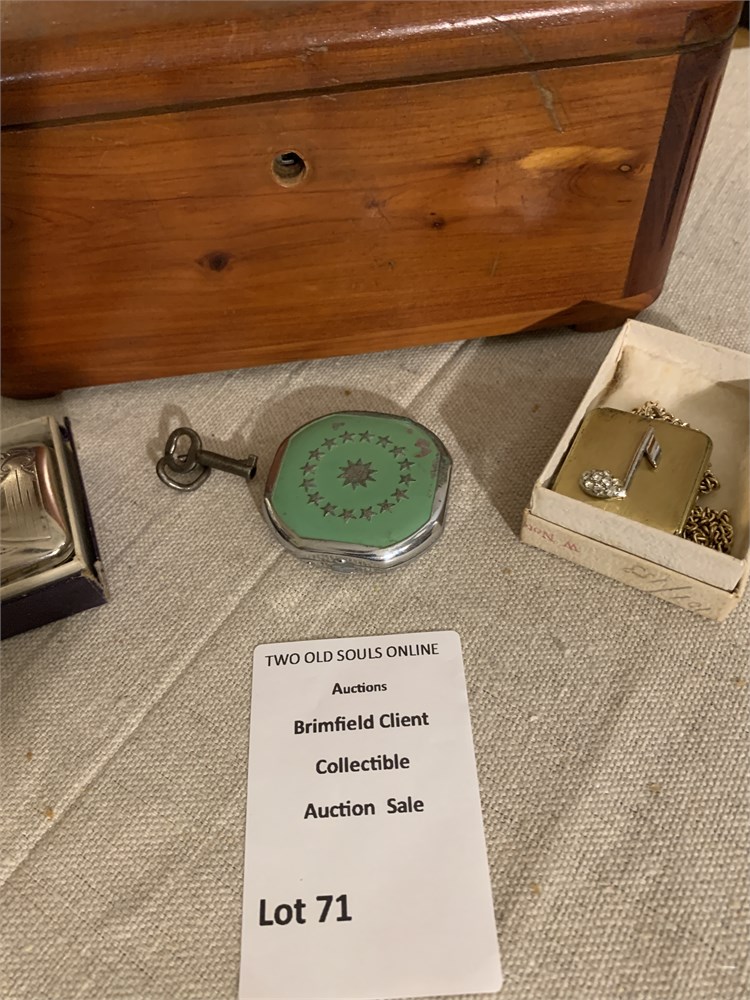 TWO OLD SOULS ONLINE
Auctions
Brimfield Client
Collectible
Auction Sale
Lot 71